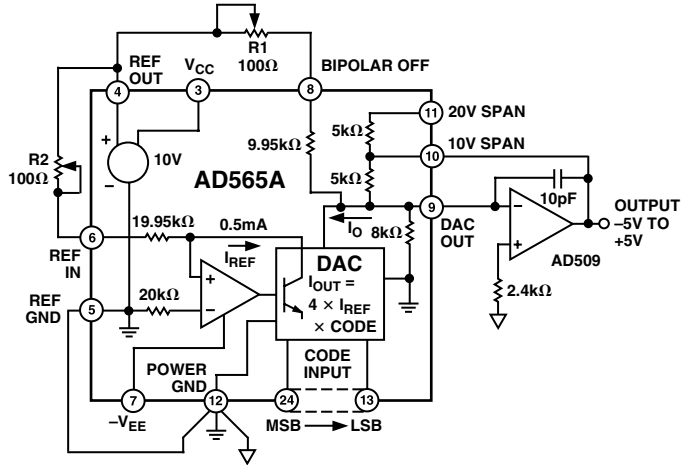 R1
100Ω
REF
OUT
VCC
BIPOLAR OFF
4
3
8
11
20V SPAN
5kΩ
10V SPAN
10
+
10V
–
9.95kΩ
5kΩ
R2
100Ω
AD565A
10pF
OUTPUT
–5V TO
+5V
9
DAC
OUT
–
+
AD509
IO
8kΩ
19.95kΩ
0.5mA
6
REF
IN
IREF
DAC
IOUT =
4 × IREF
× CODE
+
–
2.4kΩ
REF
GND
5
20kΩ
POWER
GND
CODE
INPUT
7
12
24
13
–VEE
MSB
LSB